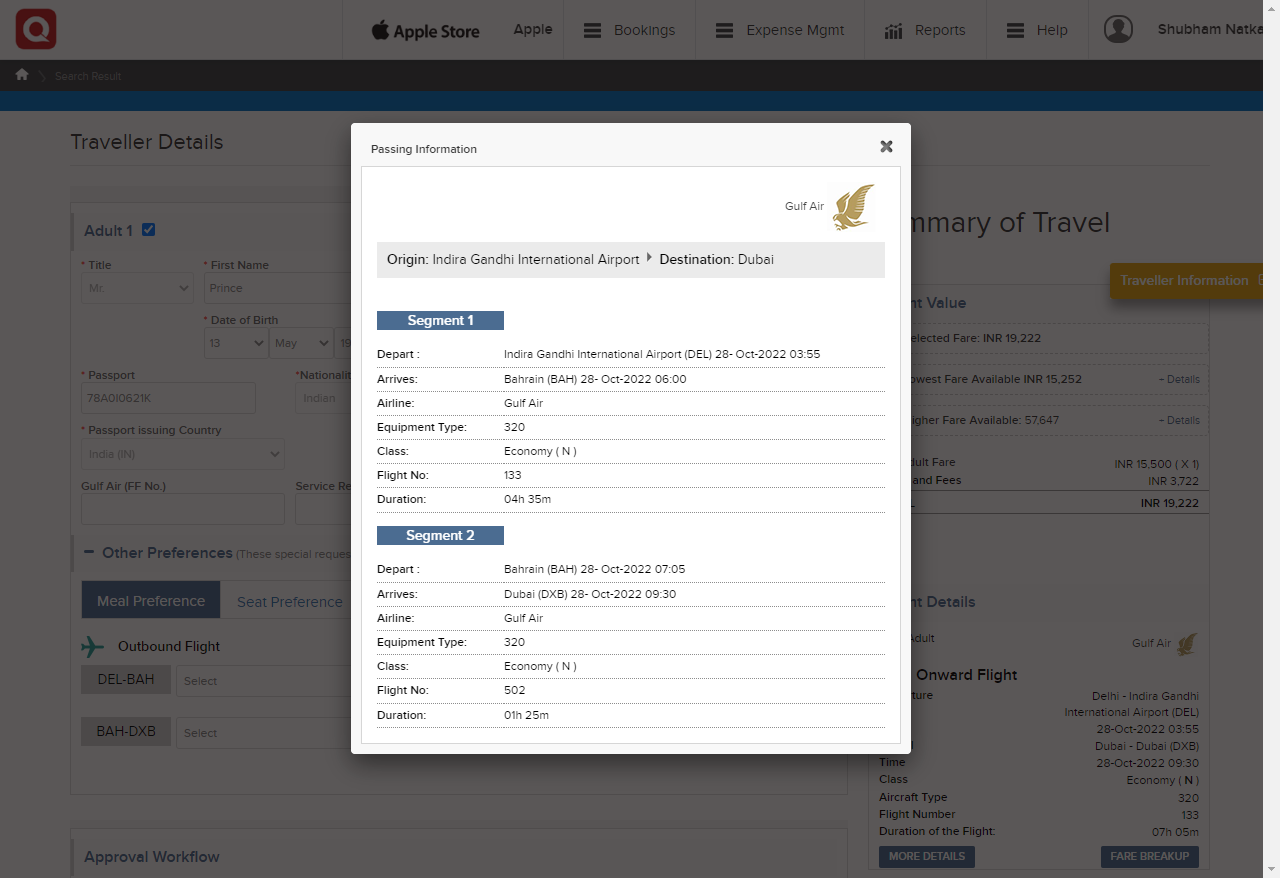 Apple Store
Apple
Bookings
Expense Mgmt
Reports
Help
Shubham Natka
Search Result
Traveller Details
Adult 1
* Title
* First Name
Mr.
Prince
* Date of Birth
13
May
19
* Passport
*Nationalit
78A0I0621K
Indian
* Passport issuing Country
India (IN)
Gulf Air (FF No.)
Service Re
Other Preferences (These special reques
Meal Preference
Seat Preference
Outbound Flight
DEL-BAH
Select
BAH-DXB
Select
Approval Workflow
Passing Information
Gulf Air
Origin: Indira Gandhi International Airport Destination: Dubai
Segment 1
Depart : Indira Gandhi International Airport (DEL) 28- Oct-2022 03:55
Arrives: Bahrain (BAH) 28- Oct-2022 06:00
Airline: Gulf Air
Equipment Type: 320
Class: Economy ( N )
Flight No: 133
Duration: 04h 35m
Segment 2
Depart : Bahrain (BAH) 28- Oct-2022 07:05
Arrives: Dubai (DXB) 28- Oct-2022 09:30
Airline: Gulf Air
Equipment Type: 320
Class: Economy ( N )
Flight No: 502
Duration: 01h 25m
mmary of Travel
Traveller Information
nt Value
elected Fare: INR 19,222
owest Fare Available INR 15,252 – Details
igher Fare Available: 57,647 – Details
dult Fare INR 15,500 ( X 1)
and Fees INR 3,722
L INR 19,222
nt Details
Adult
Gulf Air
Onward Flight
ture Delhi - Indira Gandhi
International Airport (DEL)
28-Oct-2022 03:55
Dubai - Dubai (DXB)
Time 28-Oct-2022 09:30
Class Economy ( N )
Aircraft Type 320
Flight Number 133
Duration of the Flight: 07h 05m
MORE DETAILS
FARE BREAKUP